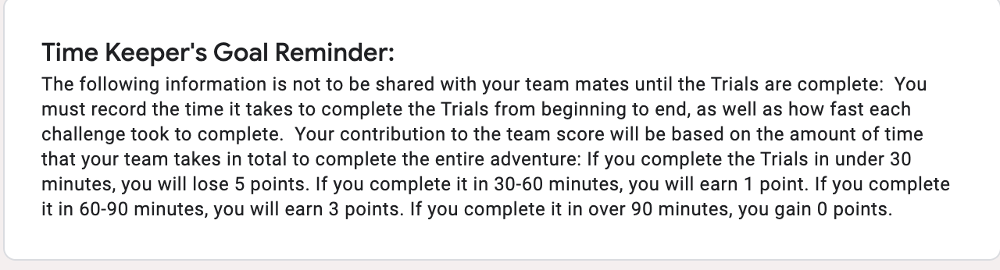 Time Keeper's Goal Reminder:
The following information is not to be shared with your team mates until the Trials are complete:  You
must record the time it takes to complete the Trials from beginning to end, as well as how fast each
challenge took to complete.  Your contribution to the team score will be based on the amount of time
that your team takes in total to complete the entire adventure: If you complete the Trials in under 30
minutes, you will lose 5 points. If you complete it in 30-60 minutes, you will earn 1 point. If you complete
it in 60-90 minutes, you will earn 3 points. If you complete it in over 90 minutes, you gain 0 points.